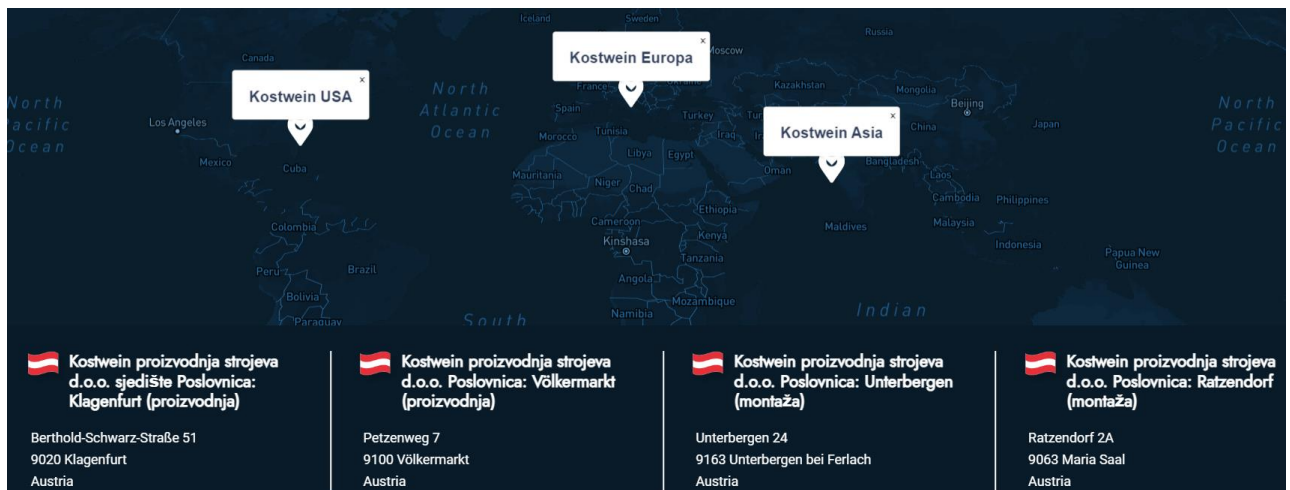 Iceland
Sweden
Russia
Kostwein Europa
x
Moscow
Canada
Kostwein USA
x
North
Atlantic
Ocean
France
Ukraine
Kazakhstan
Mongolia
North
Pacific
Ocean
Los Angeles
Spain
Turkey
Beijing
North
Pacific
Ocean
Kostwein Asia
x
China
Japan
Morocco
Tunisia
Iraq
Mexico
Cuba
Libya
Egypt
Oman
Bangladesh
Mauritania
Niger
Chad
Laos
Cambodia
Philippines
Ethiopia
Colombia
Cameroon
Kenya
Maldives
Malaysia
Kinshasa
Indonesia
Tanzania
Papua New
Guinea
Peru
Brazil
Angola
Bolivia
Mozambique
Namibia
Indian
Paraguay
South
Kostwein proizvodnja strojeva
d.o.o. sjedište Poslovnica:
Klagenfurt (proizvodnja)
Berthold-Schwarz-Straße 51
9020 Klagenfurt
Austria
Kostwein proizvodnja strojeva
d.o.o. Poslovnica: Völkermarkt
(proizvodnja)
Petzenweg 7
9100 Völkermarkt
Austria
Kostwein proizvodnja strojeva
d.o.o. Poslovnica: Unterbergen
(montaža)
Unterbergen 24
9163 Unterbergen bei Ferlach
Austria
Kostwein proizvodnja strojeva
d.o.o. Poslovnica: Ratzendorf
(montaža)
Ratzendorf 2A
9063 Maria Saal
Austria